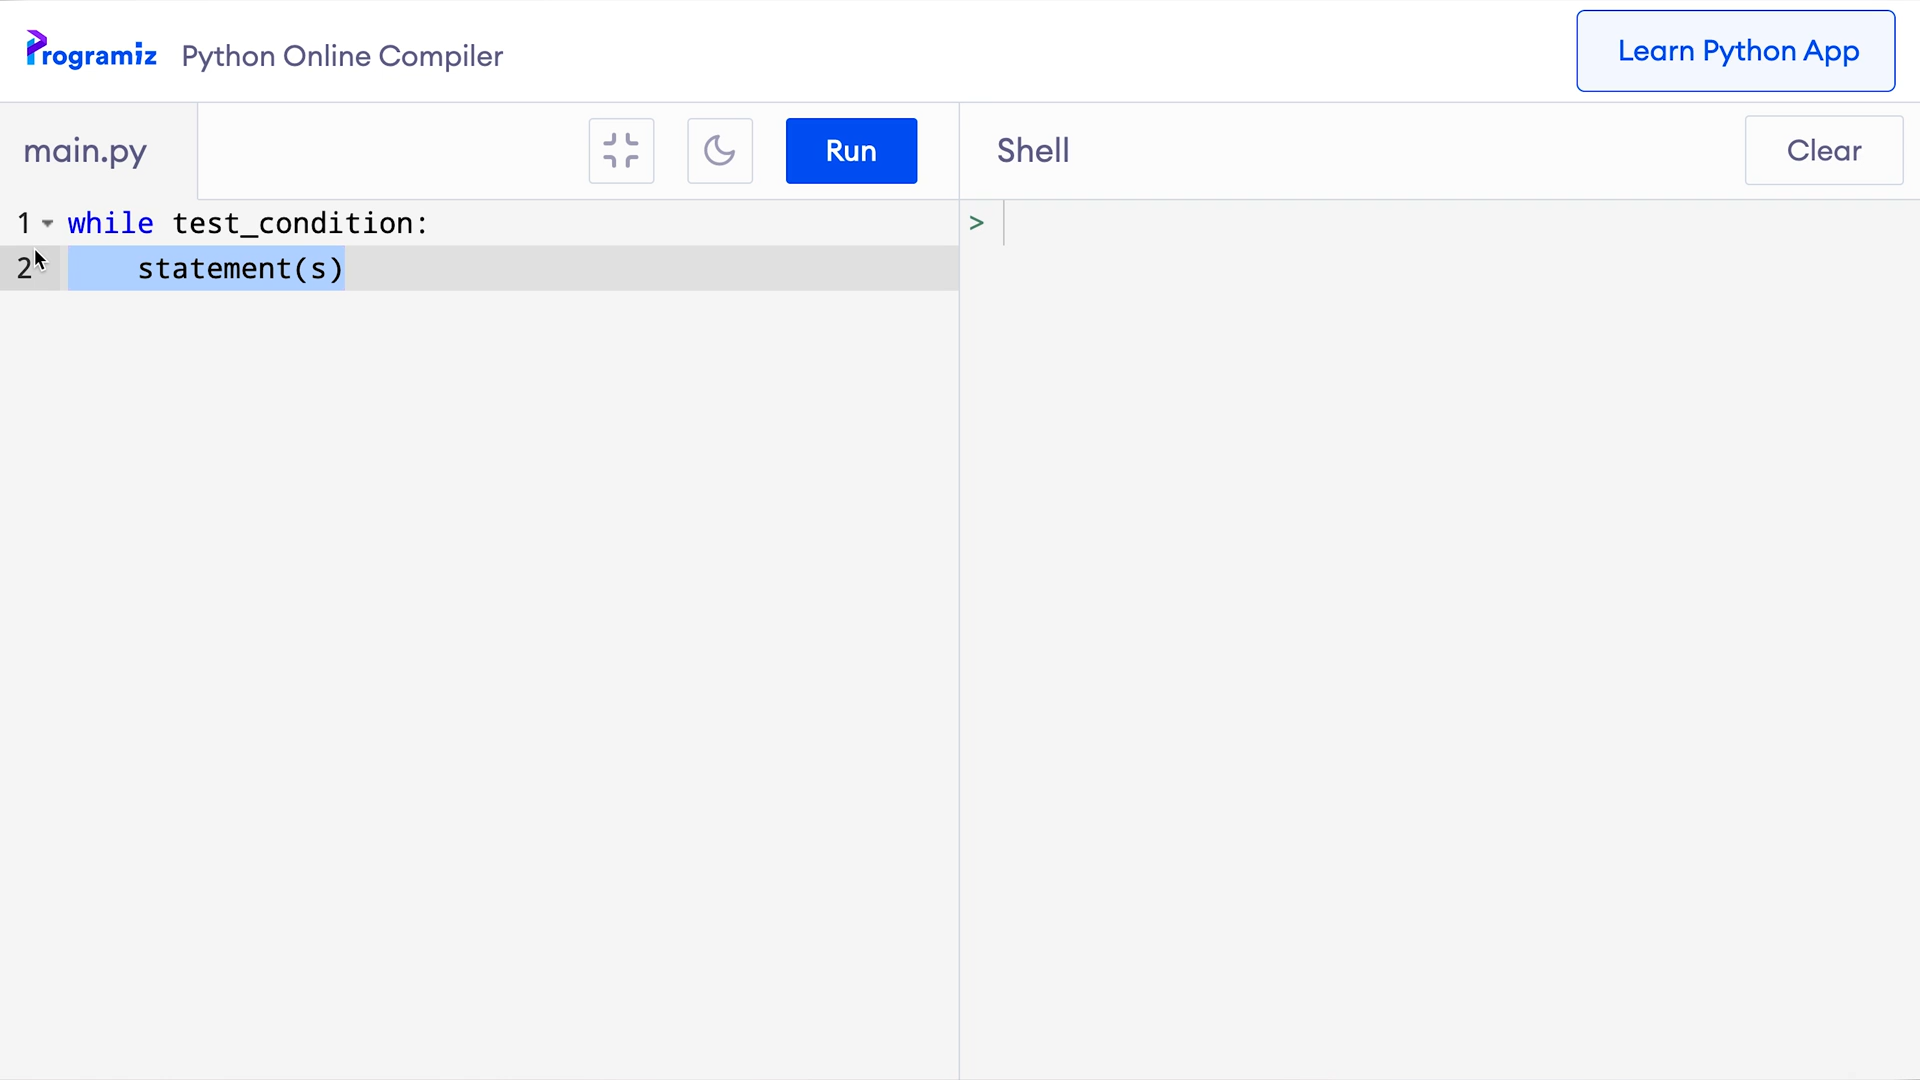 Programiz Python Online Compiler Learn Python App
main.py Run Shell Clear
1 while test_condition: >
2     statement(s)